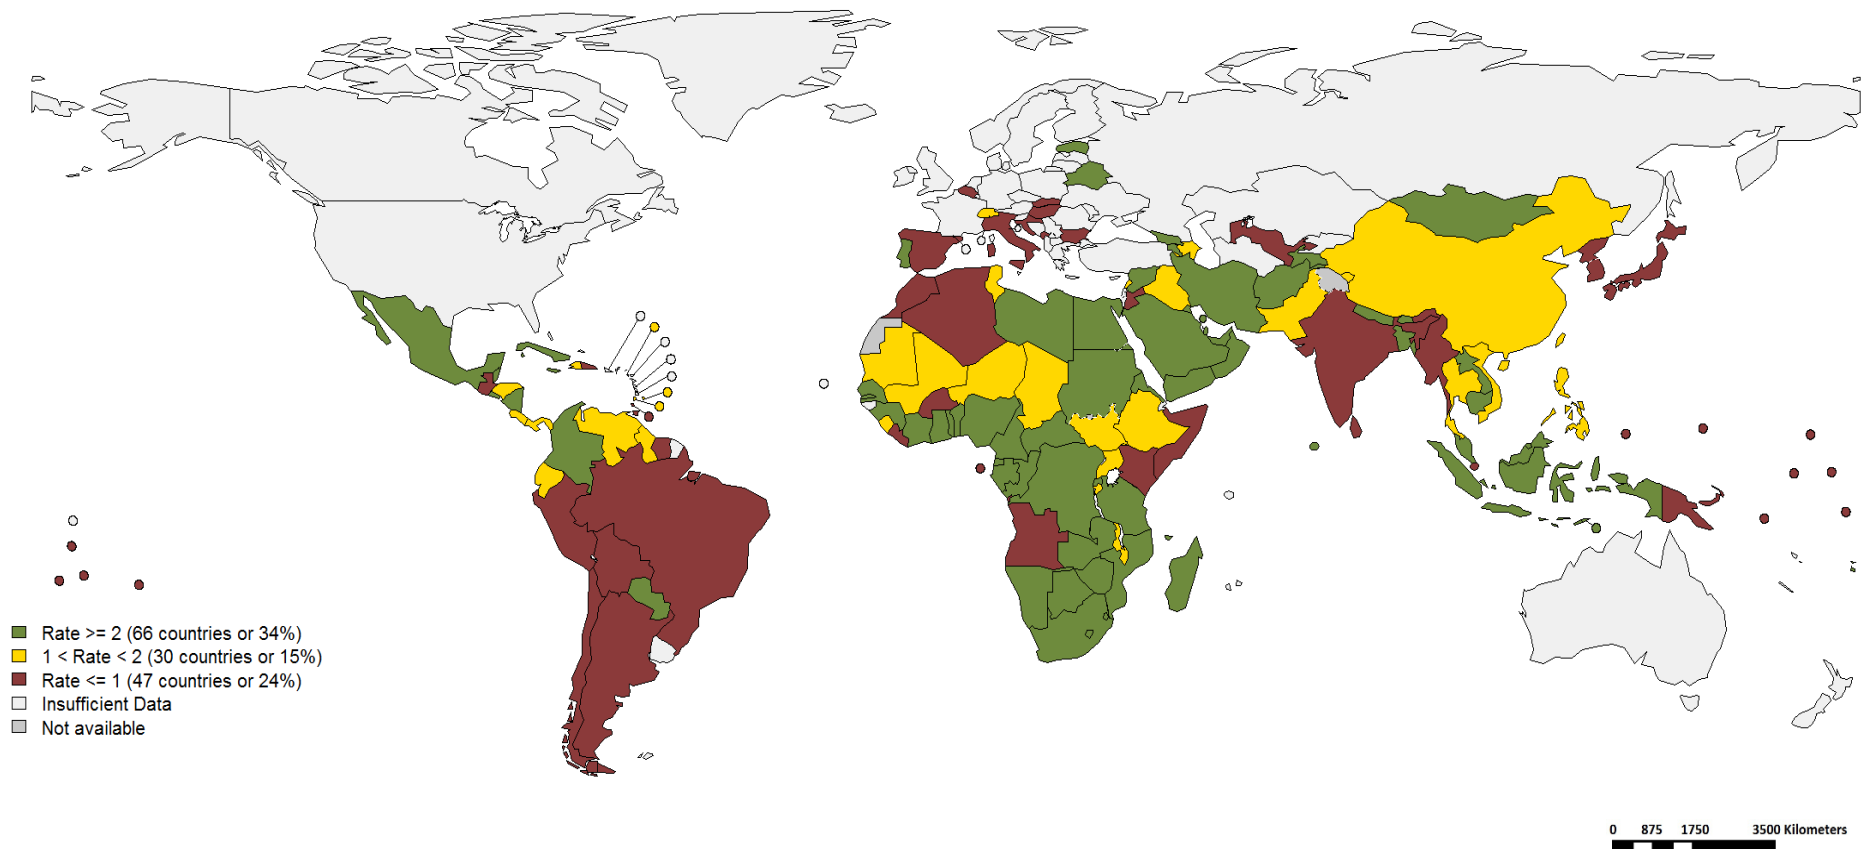 Rate >= 2 (66 countries or 34%)
1 < Rate < 2 (30 countries or 15%)
Rate <= 1 (47 countries or 24%)
Insufficient Data
Not available
0 875 1750 3500 Kilometers